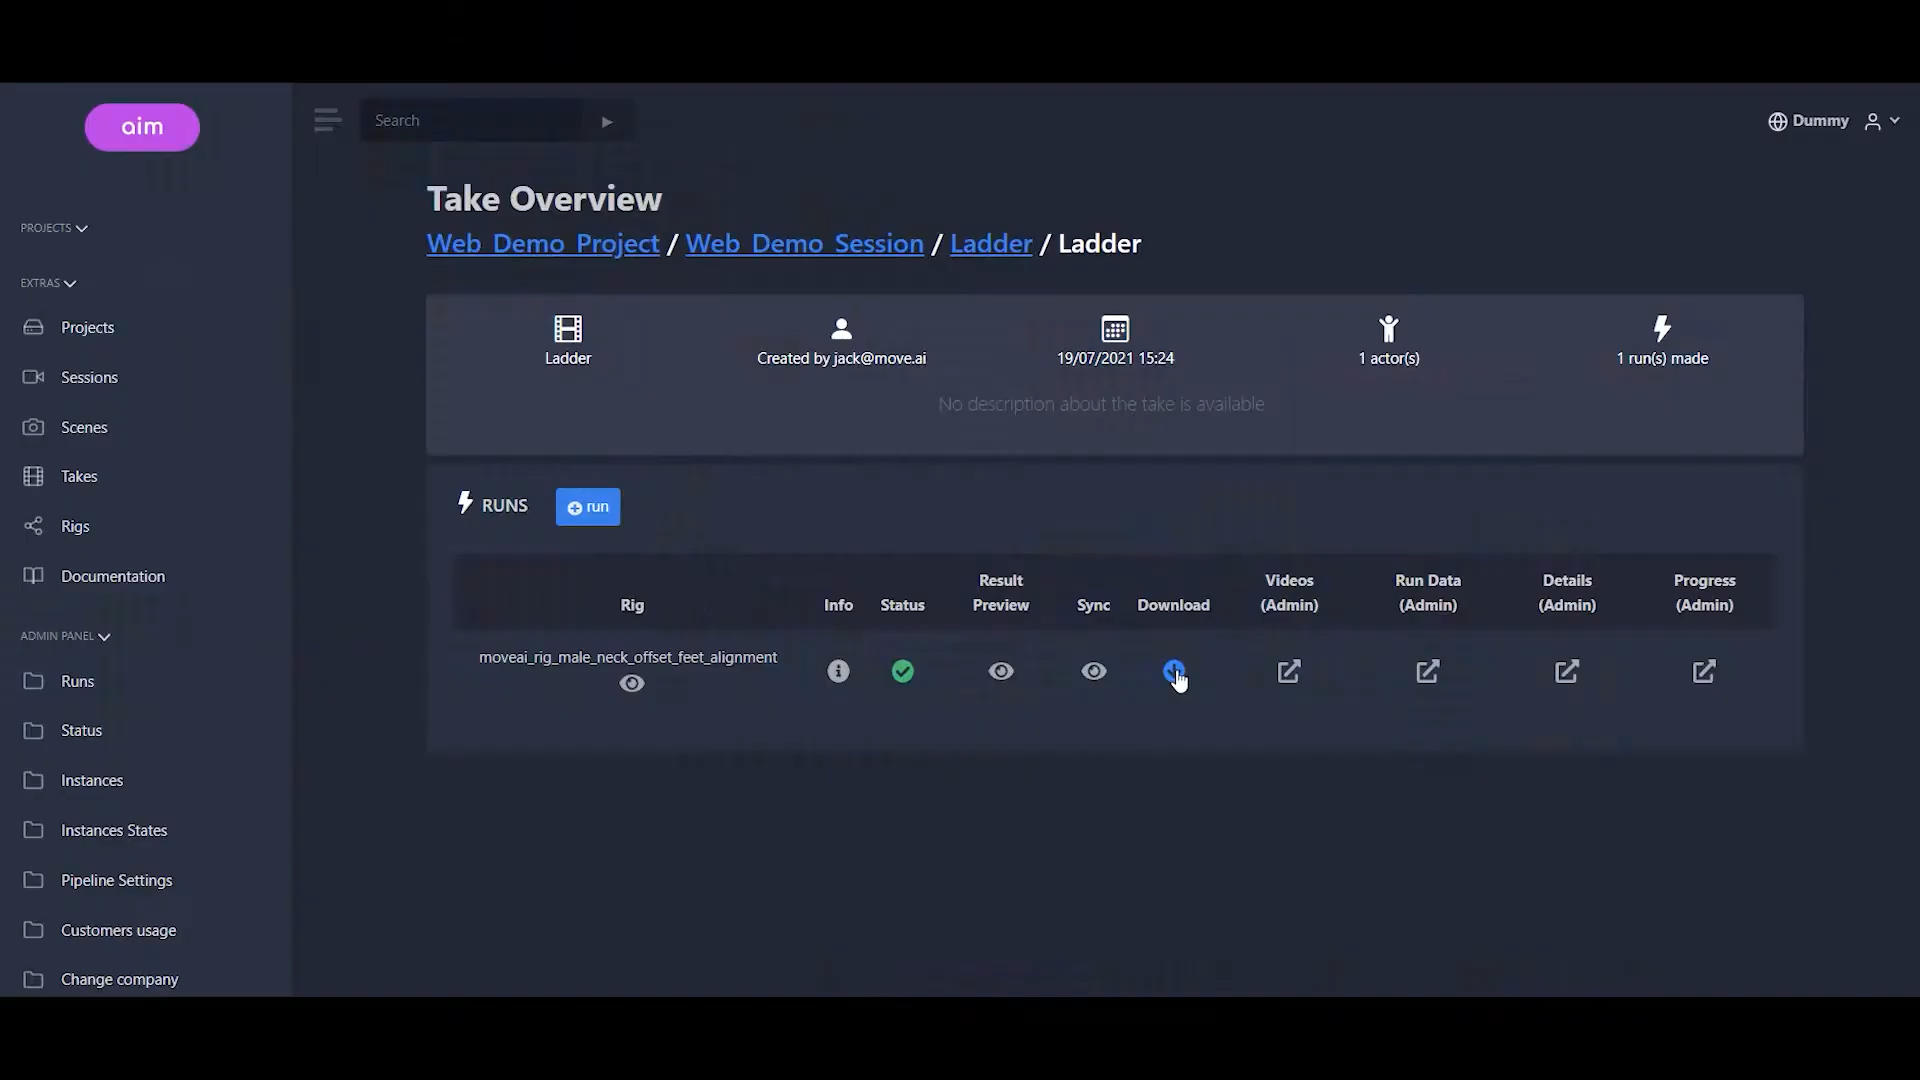 aim
Search
Dummy
PROJECTS
EXTRAS
Projects
Sessions
Scenes
Takes
Rigs
Documentation
ADMIN PANEL
Runs
Status
Instances
Instances States
Pipeline Settings
Customers usage
Change company
Take Overview
Web Demo Project / Web Demo Session / Ladder / Ladder
Ladder
Created by jack@move.ai
19/07/2021 15:24
1 actor(s)
1 run(s) made
No description about the take is available
RUNS
run
Rig
Info
Status
Result
Preview
Sync
Download
Videos
(Admin)
Run Data
(Admin)
Details
(Admin)
Progress
(Admin)
moveai_rig_male_neck_offset_feet_alignment